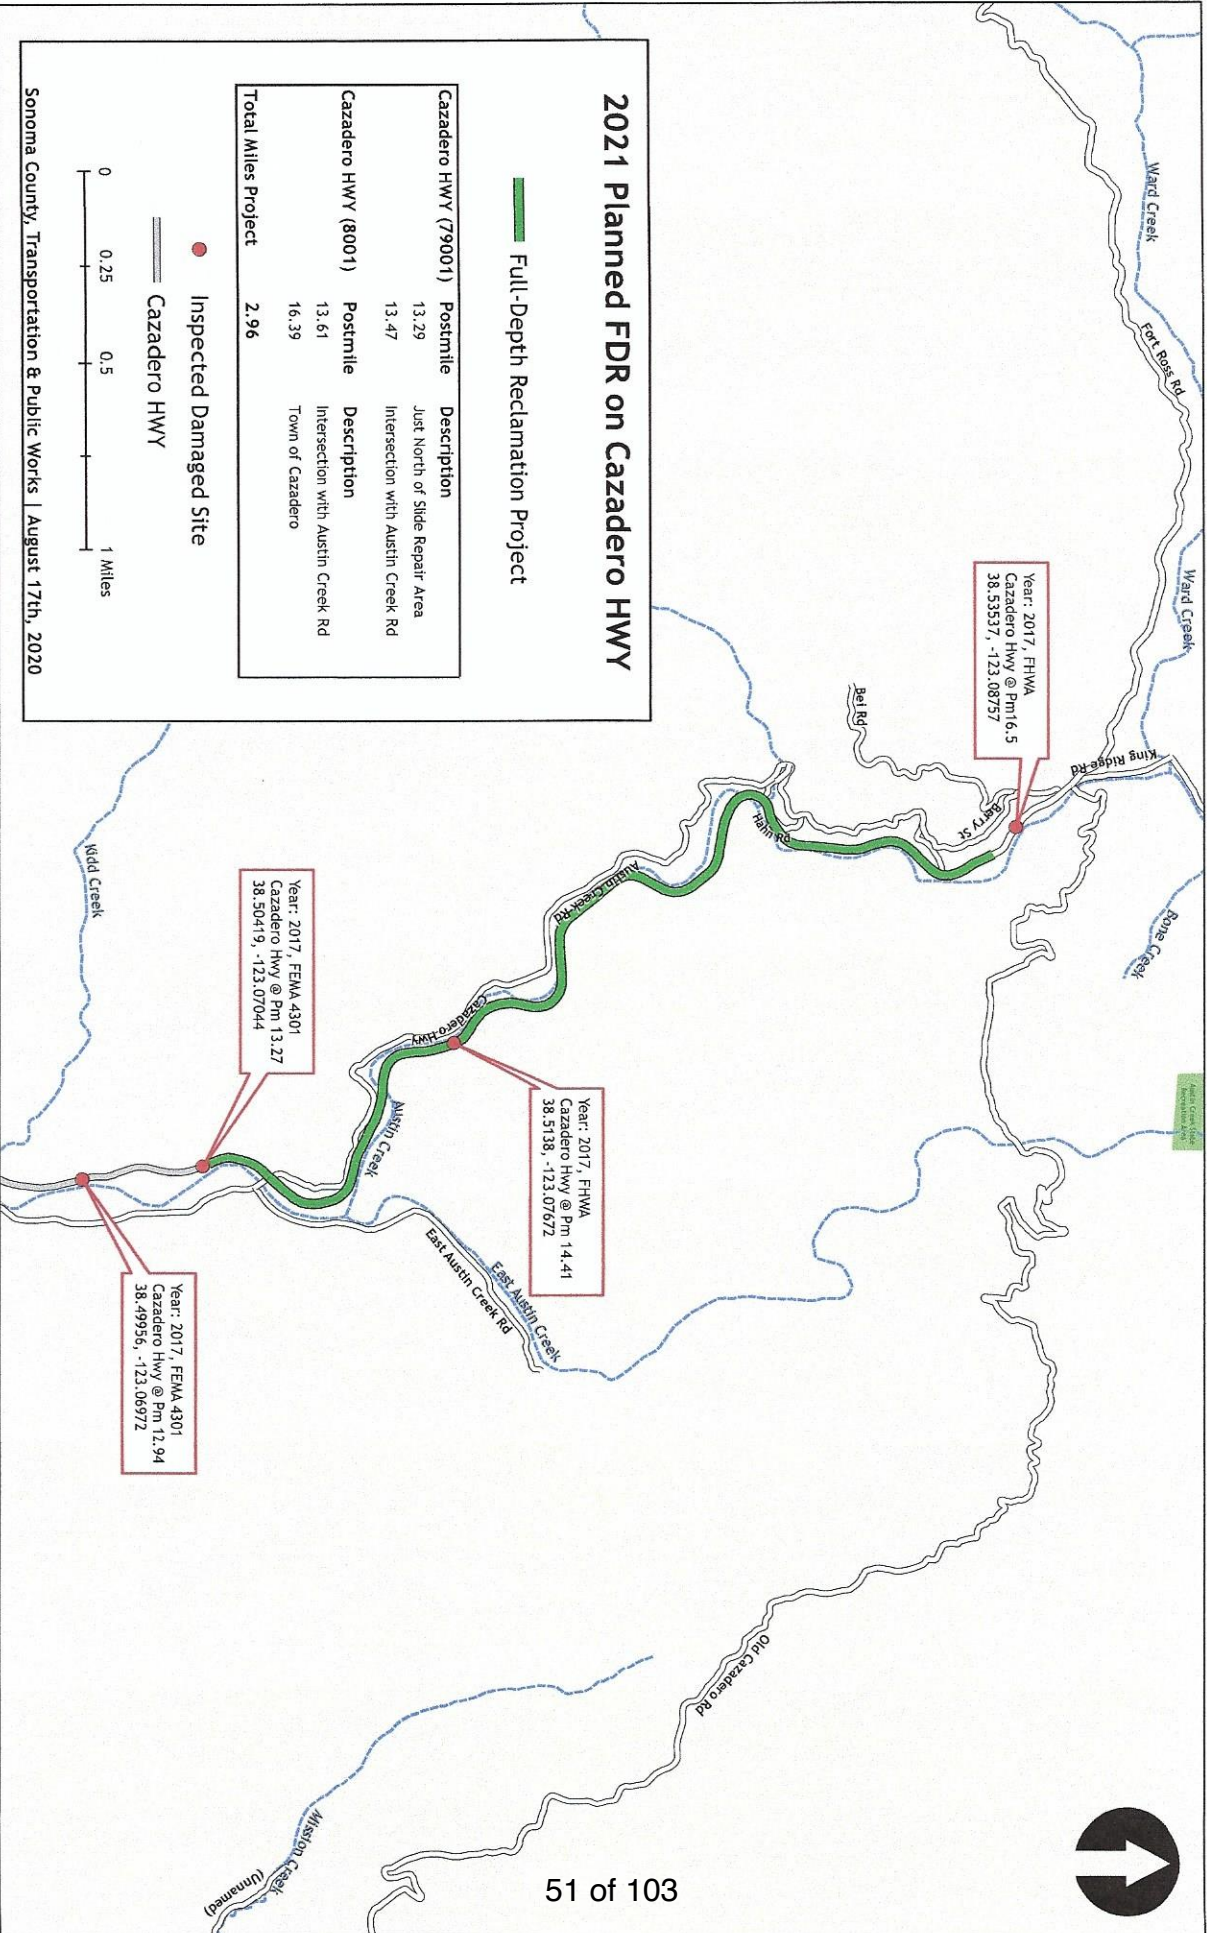 2021 Planned FDR on Cazadero HWY
Full-Depth Reclamation Project
Cazadero HWY (79001) Postmile Description
13.29 Just North of Slide Repair Area
13.47 Intersection with Austin Creek Rd
Cazadero HWY (8001) Postmile Description
13.61 Intersection with Austin Creek Rd
16.39 Town of Cazadero
Total Miles Project 2.96
Inspected Damaged Site
Cazadero HWY
0 0.25 0.5 1 Miles
Sonoma County, Transportation & Public Works | August 17th, 2020
Ward Creek
Fort Ross Rd
Ward Creek
King Ridge Rd
Year: 2017, FHWA
Cazadero Hwy @ Pm16.5
38.53537, -123.08757
Bei Rd
Berry St
Hahn Rd
Bone Creek
Austin Creek State
Recreation Area
Austin Creek Rd
Cazadero Hwy
Kidd Creek
Year: 2017, FEMA 4301
Cazadero Hwy @ Pm 13.27
38.50419, -123.07044
Year: 2017, FHWA
Cazadero Hwy @ Pm 14.41
38.5138, -123.07672
Austin Creek
East Austin Creek
East Austin Creek Rd
Year: 2017, FEMA 4301
Cazadero Hwy @ Pm 12.94
38.49956, -123.06972
Old Cazadero Rd
Mission Creek
(Unnamed)
51 of 103